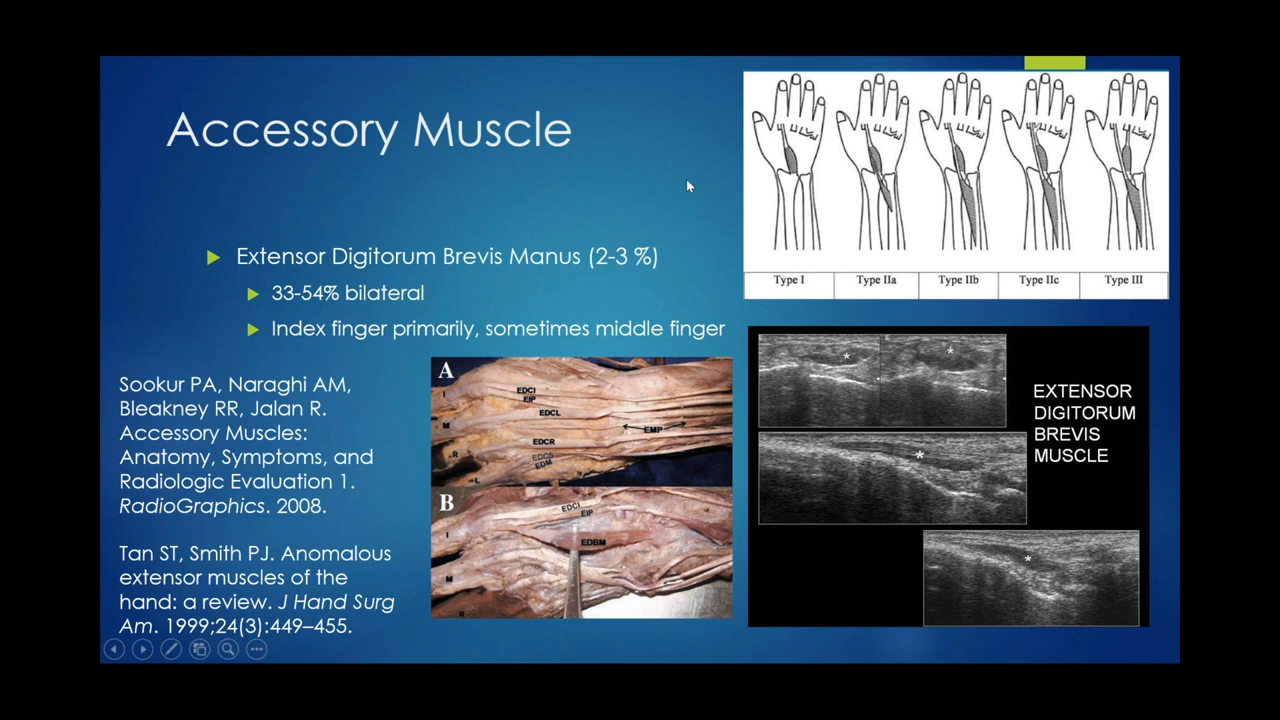 Accessory Muscle
Extensor Digitorum Brevis Manus (2-3 %)
33-54% bilateral
Index finger primarily, sometimes middle finger
Sookur PA, Naraghi AM,
Bleakney RR, Jalan R.
Accessory Muscles:
Anatomy, Symptoms, and
Radiologic Evaluation 1.
RadioGraphics. 2008.
Tan ST, Smith PJ. Anomalous
extensor muscles of the
hand: a review. J Hand Surg
Am. 1999;24(3):449–455.
A
EDCI
EIP
EDCL
EMP
EDCR
EDCS
EDM
I
M
R
L
B
EDCI
EIP
EDBM
I
M
R
Type I
Type IIa
Type IIb
Type IIc
Type III
EXTENSOR
DIGITORUM
BREVIS
MUSCLE